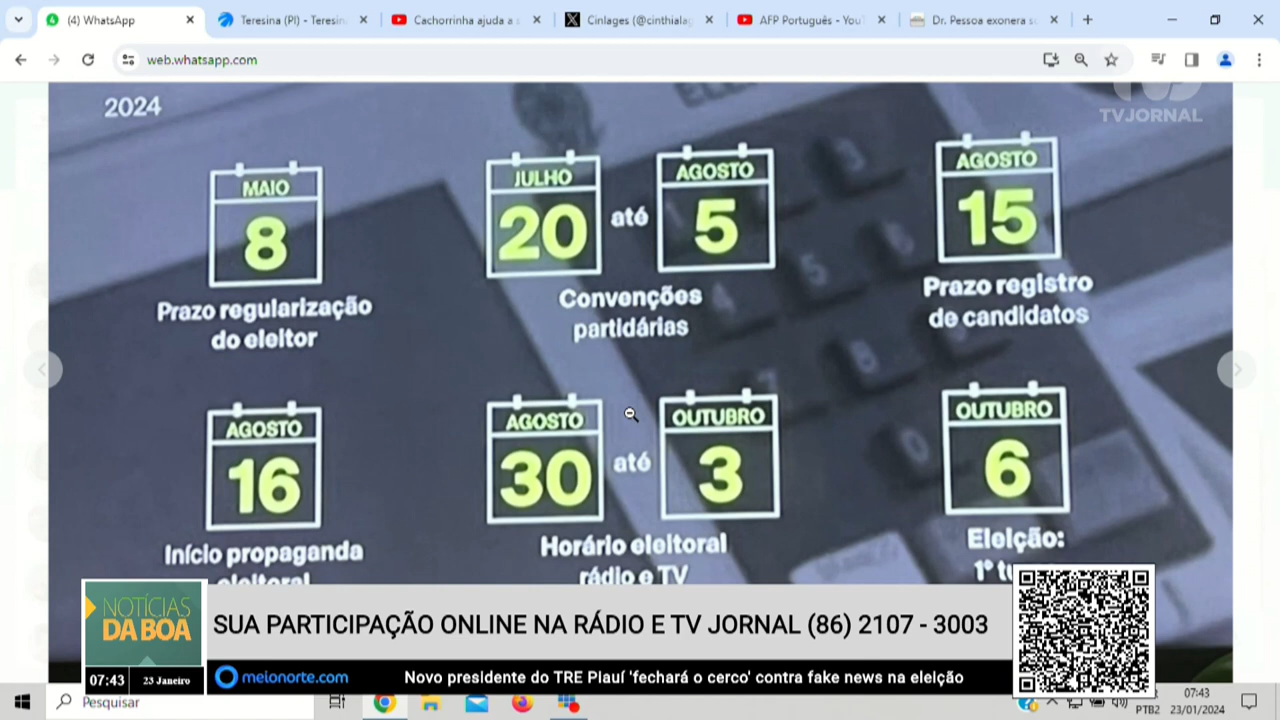 (4) WhatsApp
Teresina (PI) - Teresin
Cachorrinha ajuda a s
Cinlages (@cinthialag
AFP Português - You
Dr. Pessoa exonera s
web.whatsapp.com
2024
TVJORNAL
MAIO
8
Prazo regularização
do eleitor
JULHO
20
até
AGOSTO
5
Convenções
partidárias
AGOSTO
15
Prazo registro
de candidatos
AGOSTO
16
Início propaganda
eleitoral
AGOSTO
30
até
OUTUBRO
3
Horário eleitoral
rádio e TV
OUTUBRO
6
Eleição:
1º tu
NOTÍCIAS
DA BOA
SUA PARTICIPAÇÃO ONLINE NA RÁDIO E TV JORNAL (86) 2107 - 3003
07:43
23 Janeiro
meionorte.com
Novo presidente do TRE Piauí 'fechará o cerco' contra fake news na eleição
Pesquisar
PTB2
07:43
23/01/2024